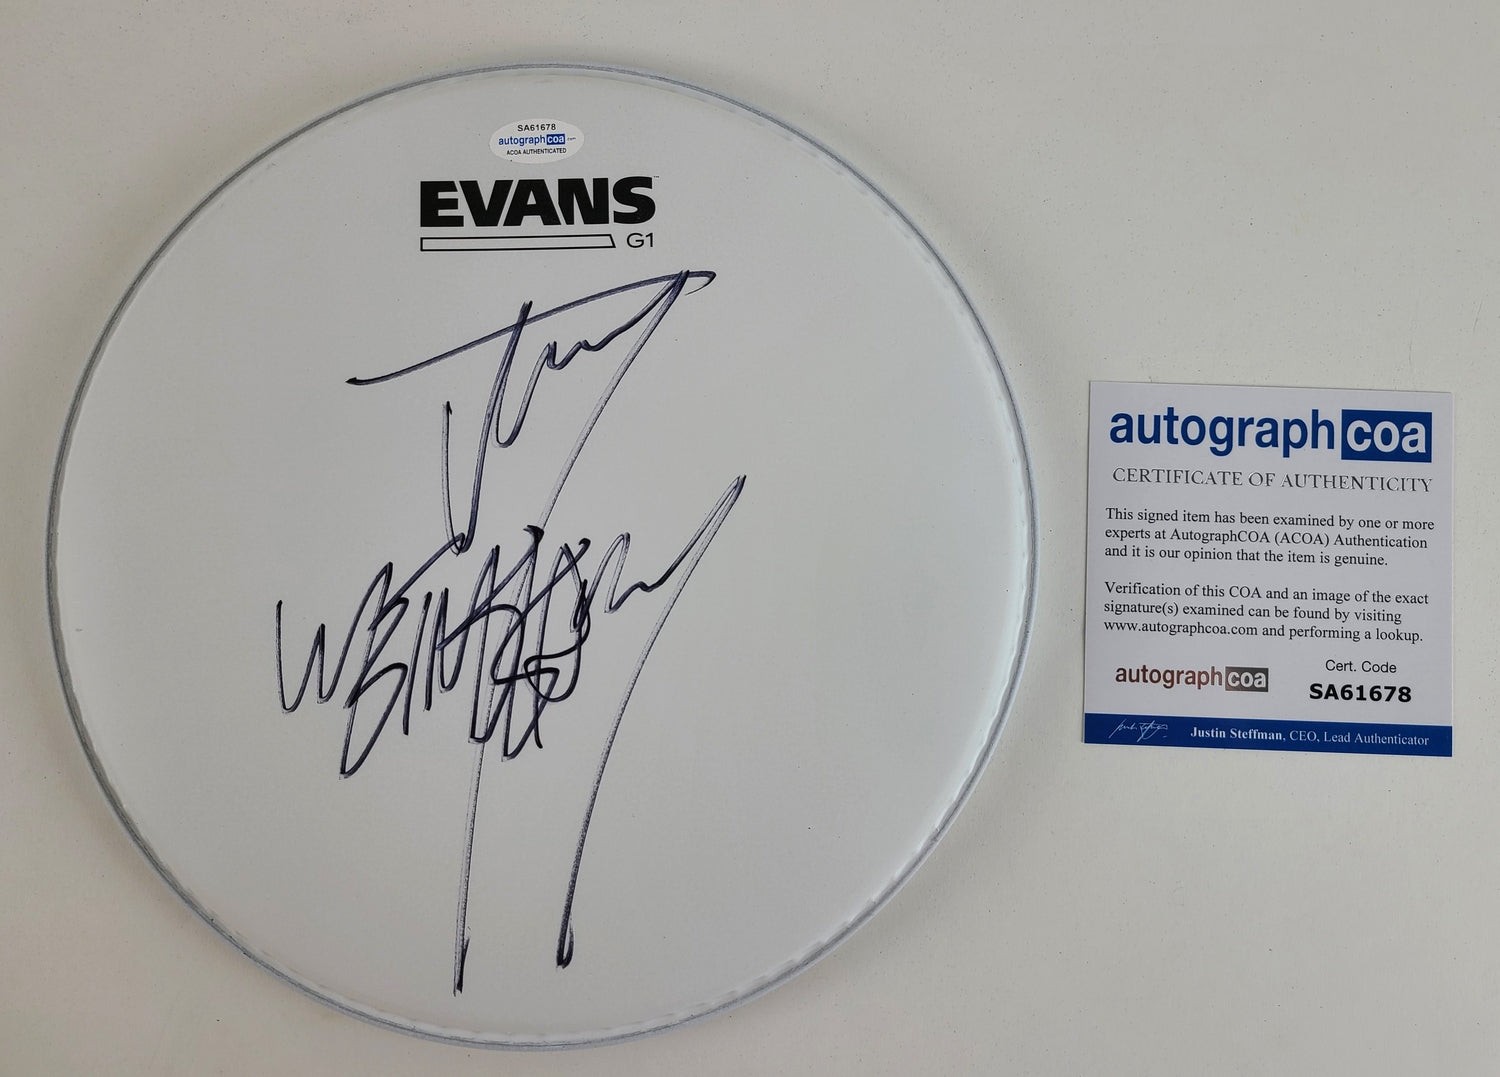 SA61678
autographcoa.com
ACOA AUTHENTICATED
EVANS™
G1
autographcoa
CERTIFICATE OF AUTHENTICITY
This signed item has been examined by one or more
experts at AutographCOA (ACOA) Authentication
and it is our opinion that the item is genuine.
Verification of this COA and an image of the exact
signature(s) examined can be found by visiting
www.autographcoa.com and performing a lookup.
autographcoa
Cert. Code
SA61678
Justin Steffman, CEO, Lead Authenticator